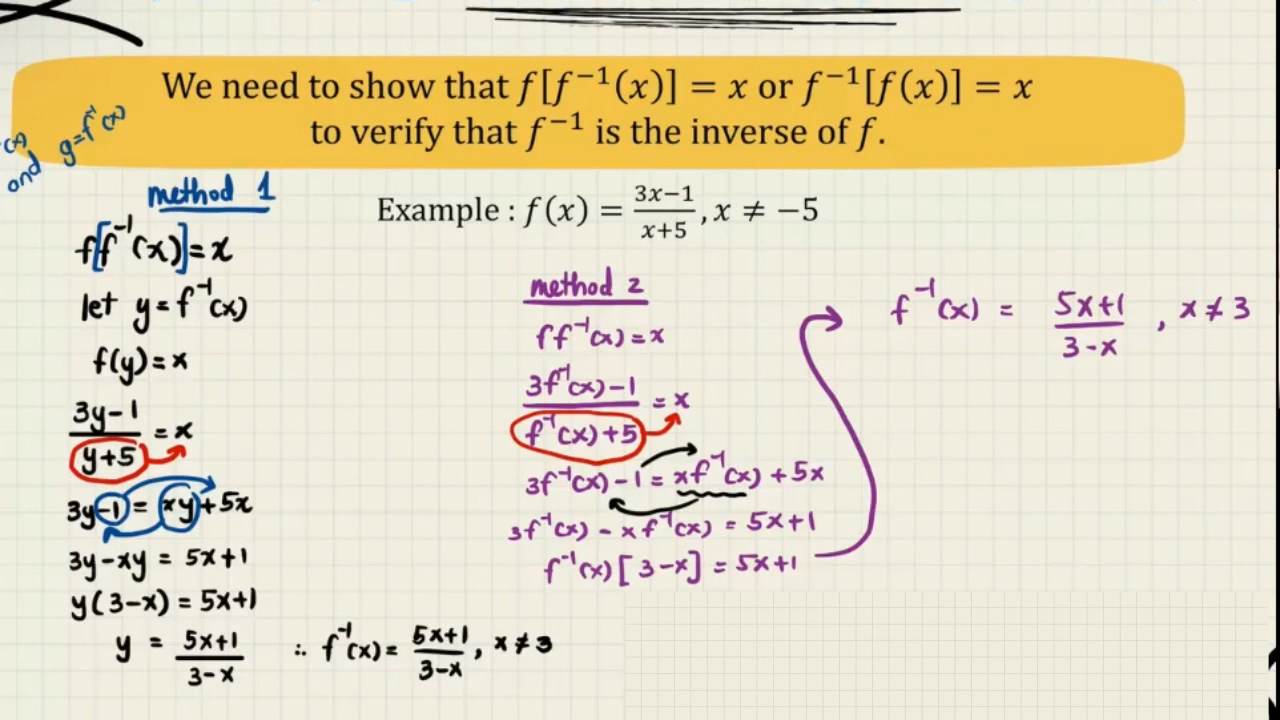 We need to show that f[f⁻¹(x)] = x or f⁻¹[f(x)] = x
to verify that f⁻¹ is the inverse of f.
(x)
and g=f⁻¹(x)
Example : f(x) = (3x−1)/(x+5), x ≠ −5
method 1
f[f⁻¹(x)] = x
let y = f⁻¹(x)
f(y) = x
(3y−1)/(y+5) = x
3y−1 = xy+5x
3y−xy = 5x+1
y(3−x) = 5x+1
y = (5x+1)/(3−x)
∴ f⁻¹(x) = (5x+1)/(3−x), x ≠ 3
method 2
ff⁻¹(x) = x
(3f⁻¹(x)−1)/(f⁻¹(x)+5) = x
3f⁻¹(x)−1 = xf⁻¹(x)+5x
3f⁻¹(x)−xf⁻¹(x) = 5x+1
f⁻¹(x)[3−x] = 5x+1
f⁻¹(x) = (5x+1)/(3−x), x ≠ 3